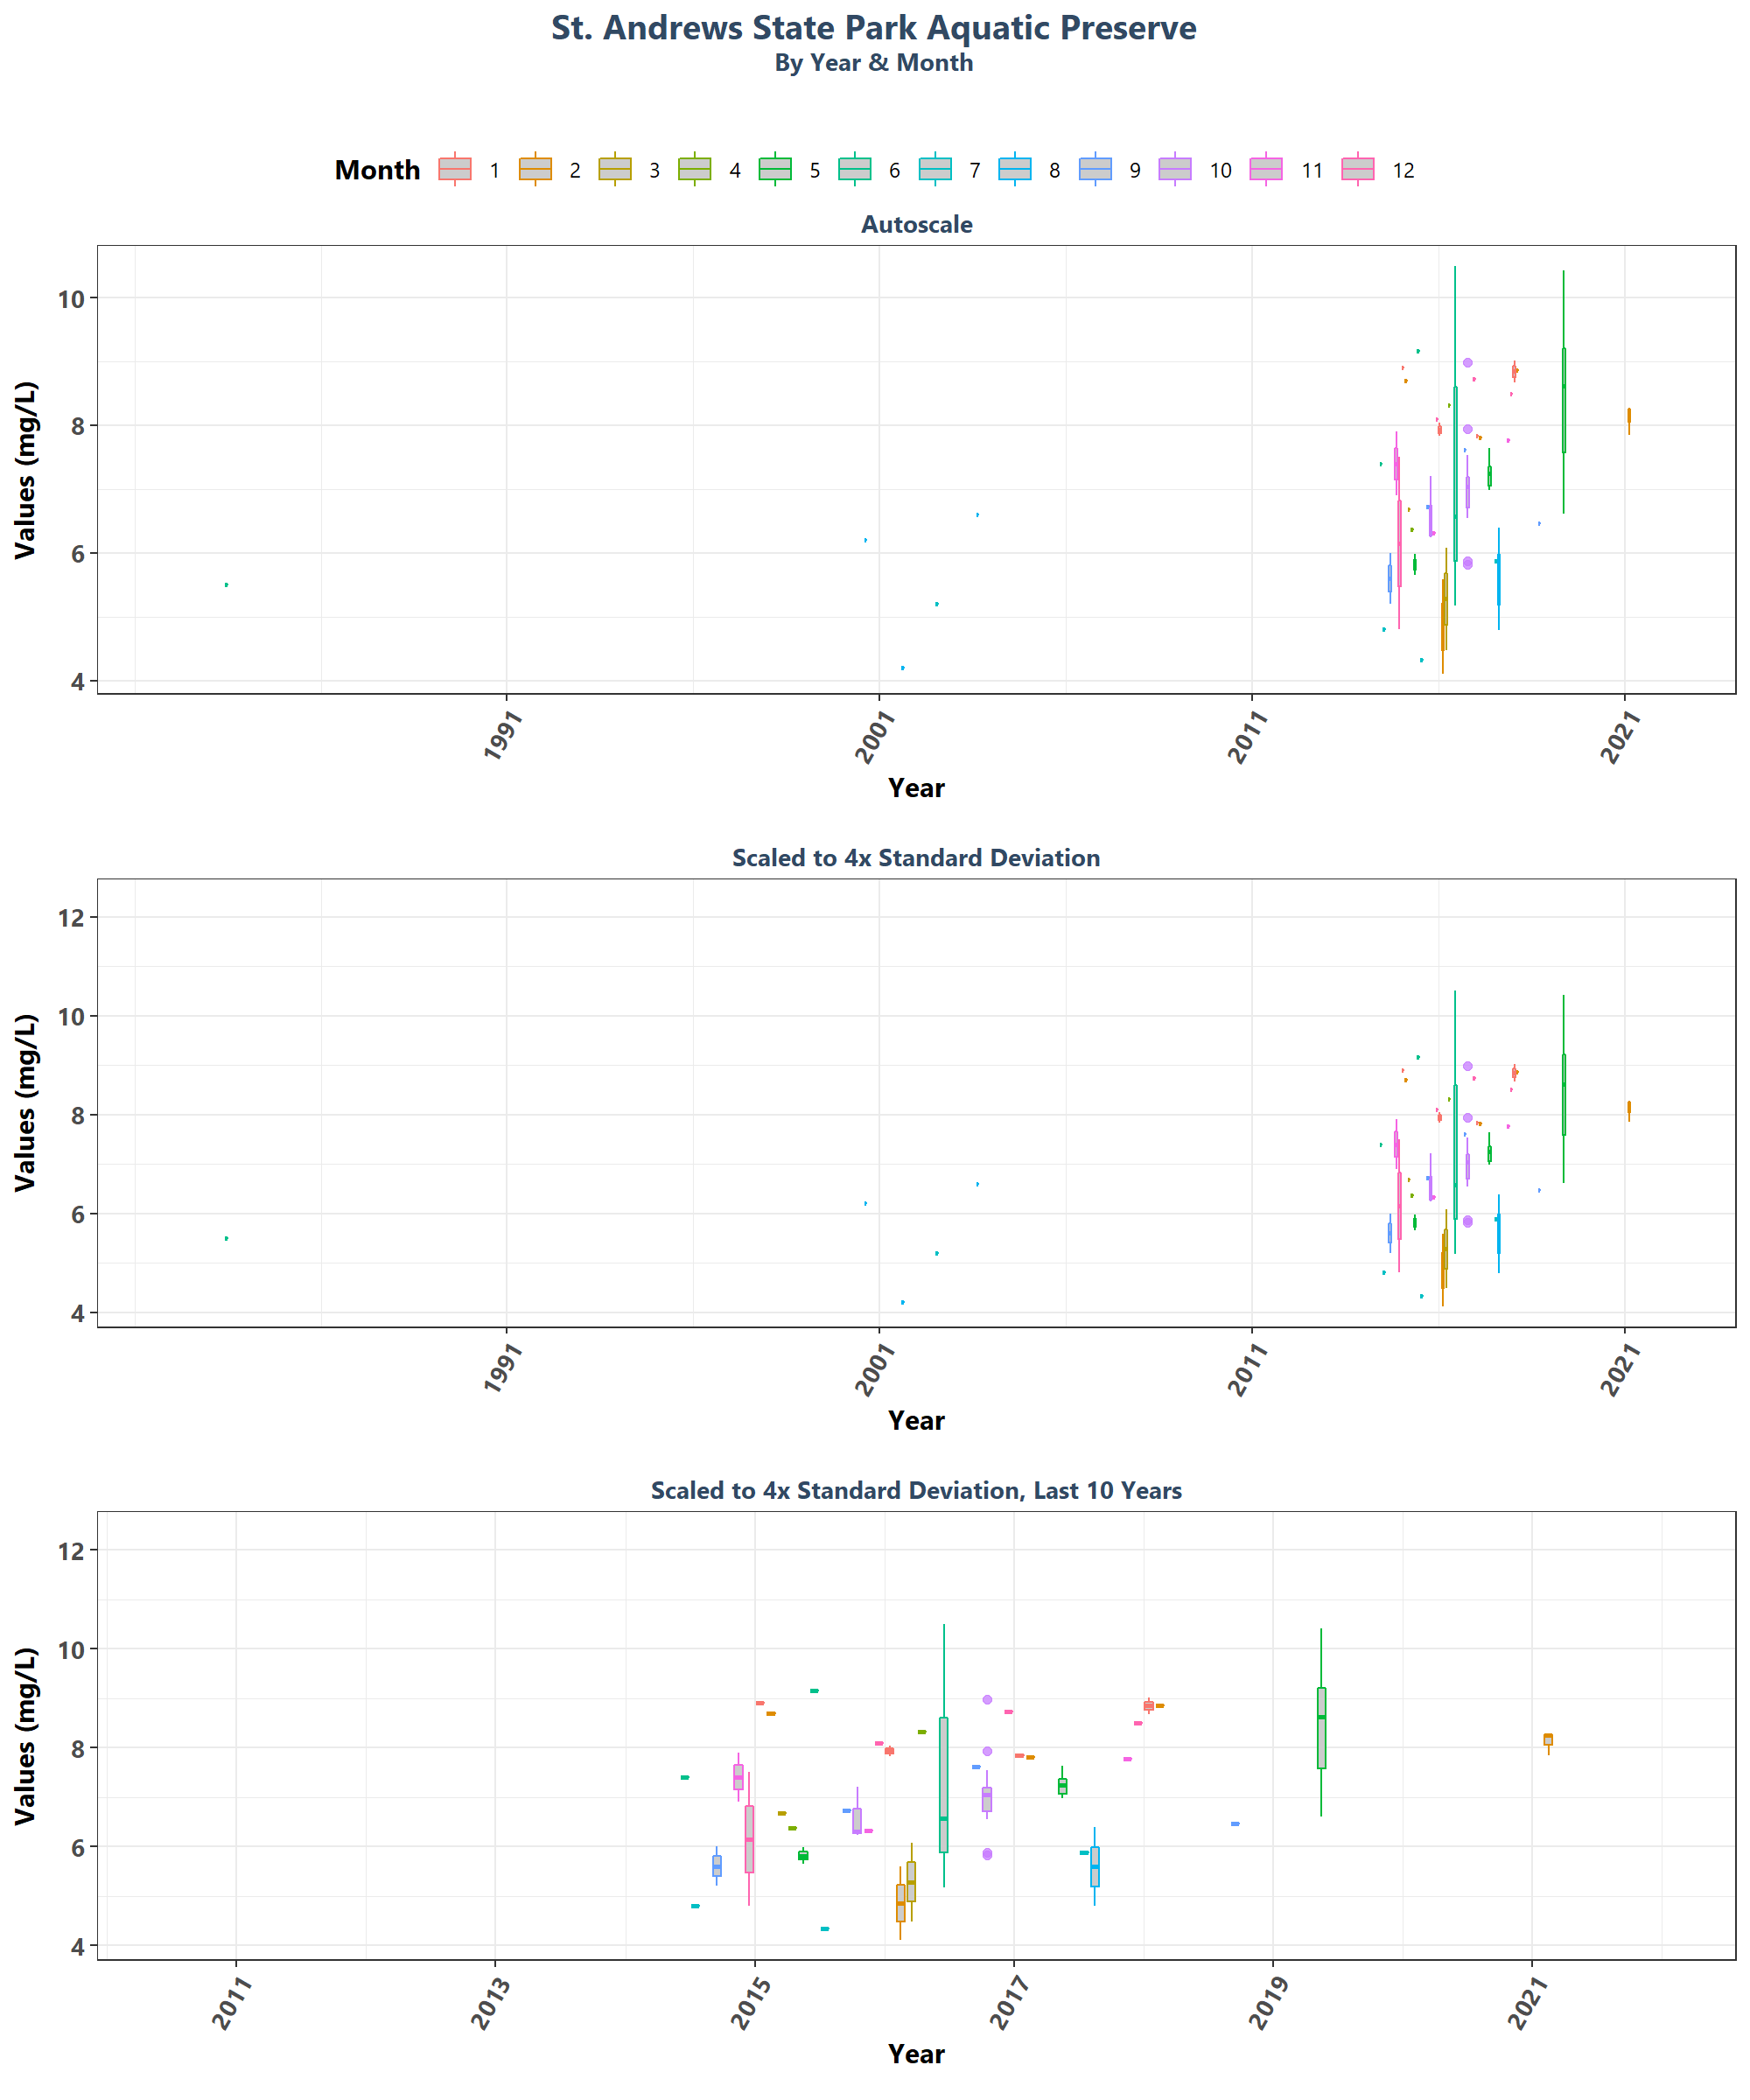 St. Andrews State Park Aquatic Preserve
By Year & Month
Month 1 2 3 4 5 6 7 8 9 10 11 12
Autoscale
10
8
6
4
Values (mg/L)
1991 2001 2011 2021
Year
Scaled to 4x Standard Deviation
12
10
8
6
4
Values (mg/L)
1991 2001 2011 2021
Year
Scaled to 4x Standard Deviation, Last 10 Years
12
10
8
6
4
Values (mg/L)
2011 2013 2015 2017 2019 2021
Year